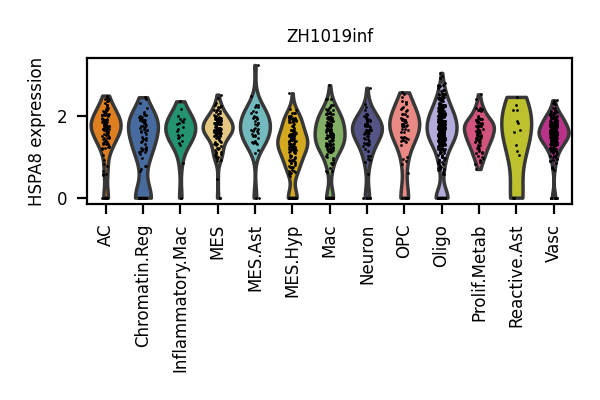 ZH1019inf
HSPA8 expression
2
0
AC
Chromatin.Reg
Inflammatory.Mac
MES
MES.Ast
MES.Hyp
Mac
Neuron
OPC
Oligo
Prolif.Metab
Reactive.Ast
Vasc